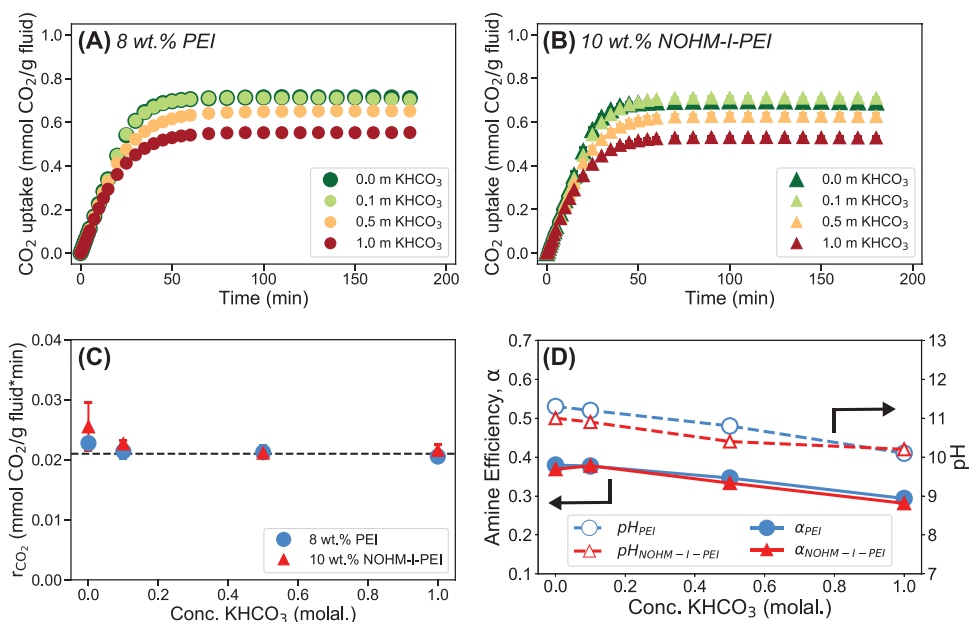 (A) 8 wt.% PEI
CO₂ uptake (mmol CO₂/g fluid)
1.0
0.8
0.6
0.4
0.2
0.0
0.0 m KHCO₃
0.1 m KHCO₃
0.5 m KHCO₃
1.0 m KHCO₃
0 50 100 150 200
Time (min)
(B) 10 wt.% NOHM-I-PEI
CO₂ uptake (mmol CO₂/g fluid)
1.0
0.8
0.6
0.4
0.2
0.0
0.0 m KHCO₃
0.1 m KHCO₃
0.5 m KHCO₃
1.0 m KHCO₃
0 50 100 150 200
Time (min)
(C)
r_CO₂ (mmol CO₂/g fluid*min)
0.04
0.03
0.02
0.01
0.00
8 wt.% PEI
10 wt.% NOHM-I-PEI
0.0 0.2 0.4 0.6 0.8 1.0
Conc. KHCO₃ (molal.)
(D)
Amine Efficiency, α
0.7
0.6
0.5
0.4
0.3
0.2
0.1
pH_PEI
pH_NOHM-I-PEI
α_PEI
α_NOHM-I-PEI
13
12
11
10
9
8
7
pH
0.0 0.2 0.4 0.6 0.8 1.0
Conc. KHCO₃ (molal.)